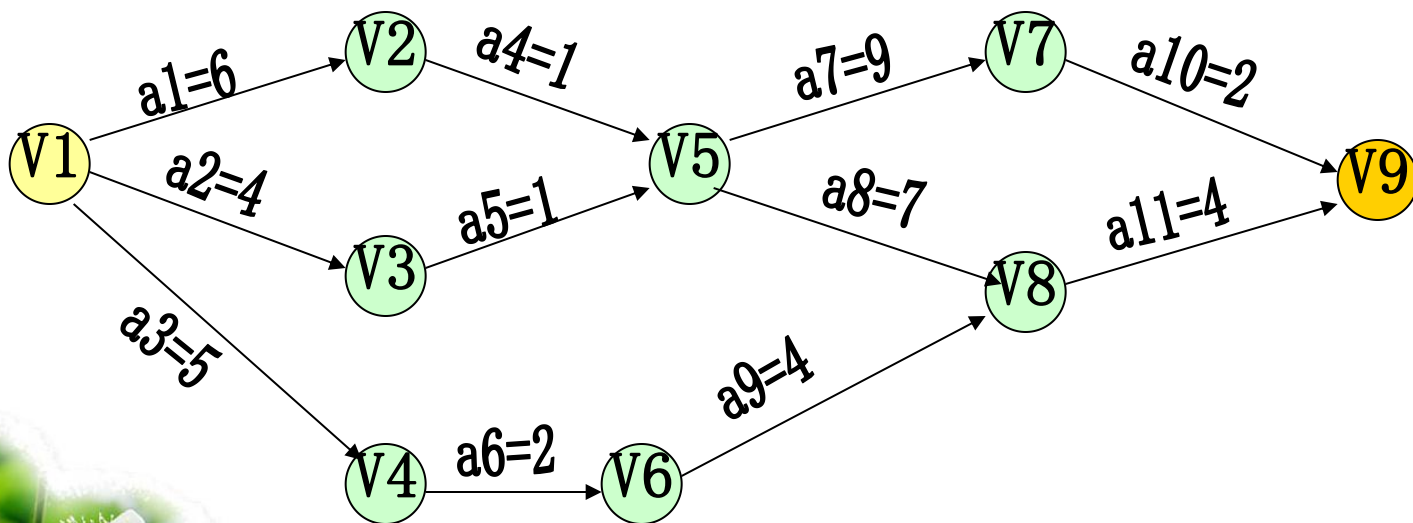 V2
a4=1
V7
a10=2
a1=6
a7=9
V1
V5
V9
a2=4
a5=1
a8=7
a11=4
V3
V8
a3=5
a9=4
V4
a6=2
V6